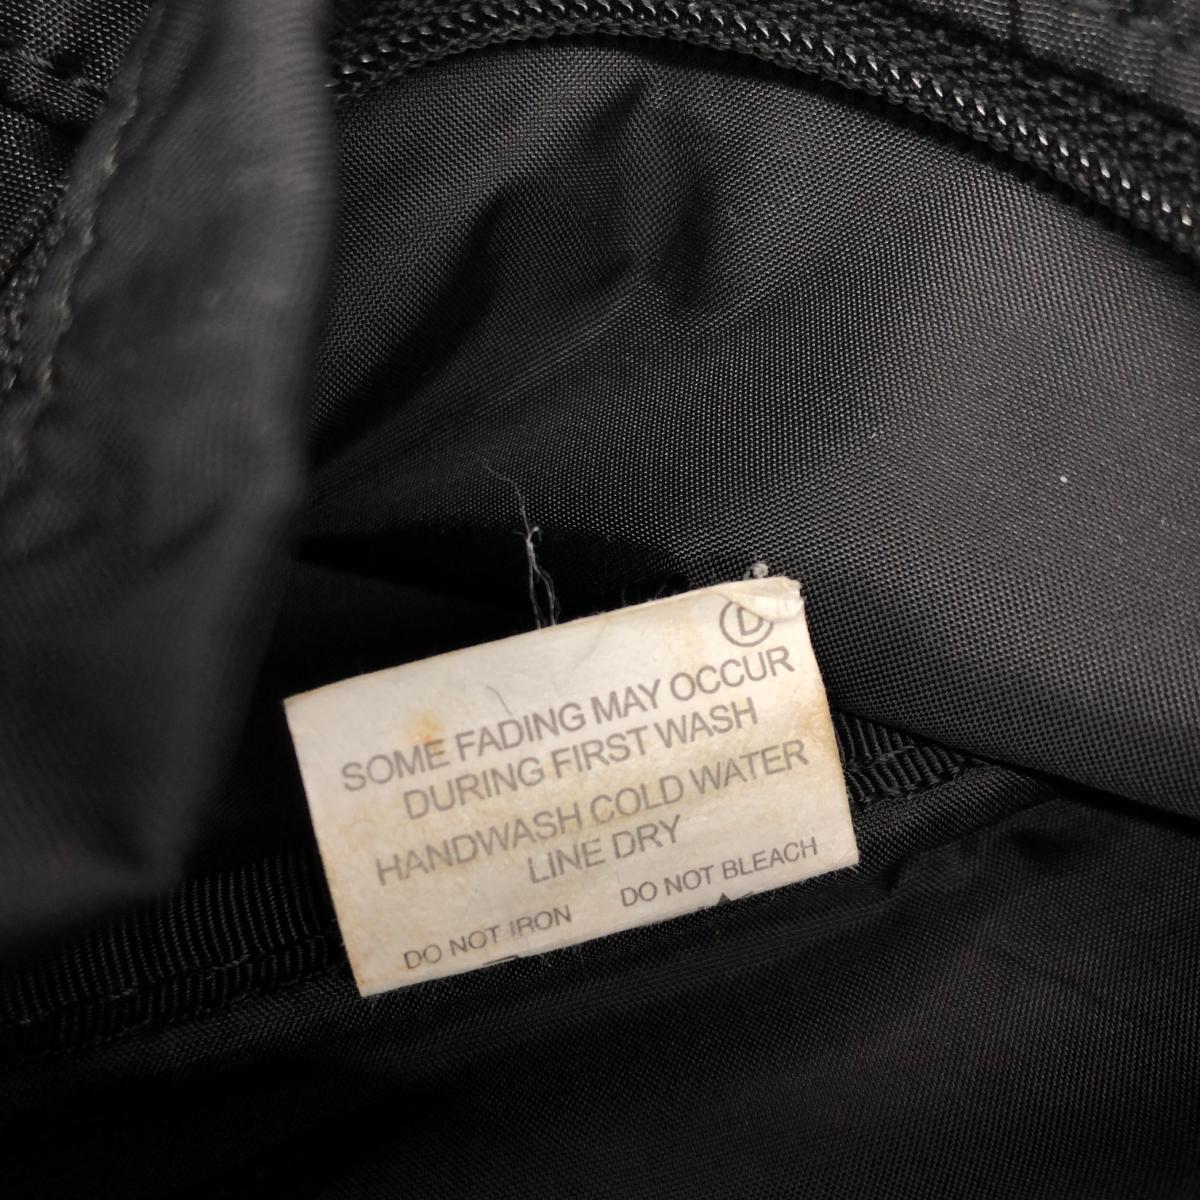 D
SOME FADING MAY OCCUR
DURING FIRST WASH
HANDWASH COLD WATER
LINE DRY
DO NOT IRON DO NOT BLEACH